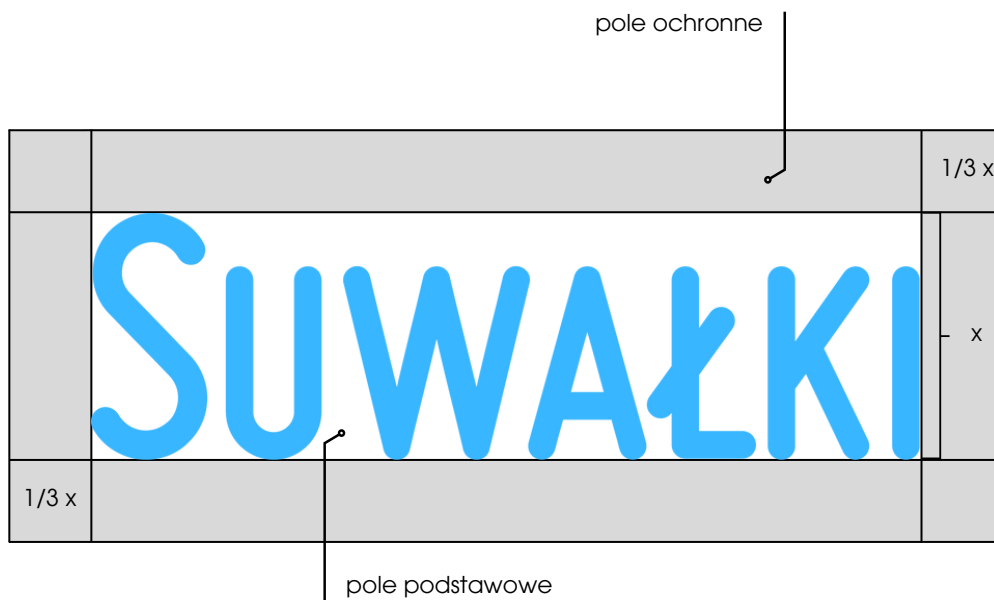 pole ochronne
1/3 x
SUWAŁKI
x
1/3 x
pole podstawowe